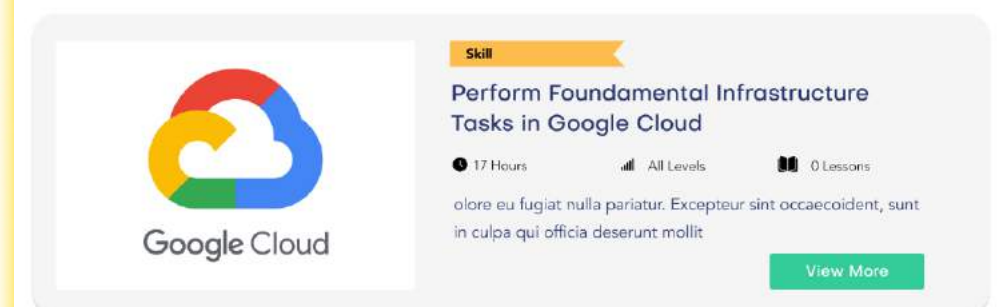 Google Cloud
Skill
Perform Foundamental Infrastructure
Tasks in Google Cloud
17 Hours
All Levels
0 Lessons
olore eu fugiat nulla pariatur. Excepteur sint occaecoident, sunt
in culpa qui officia deserunt mollit
View More